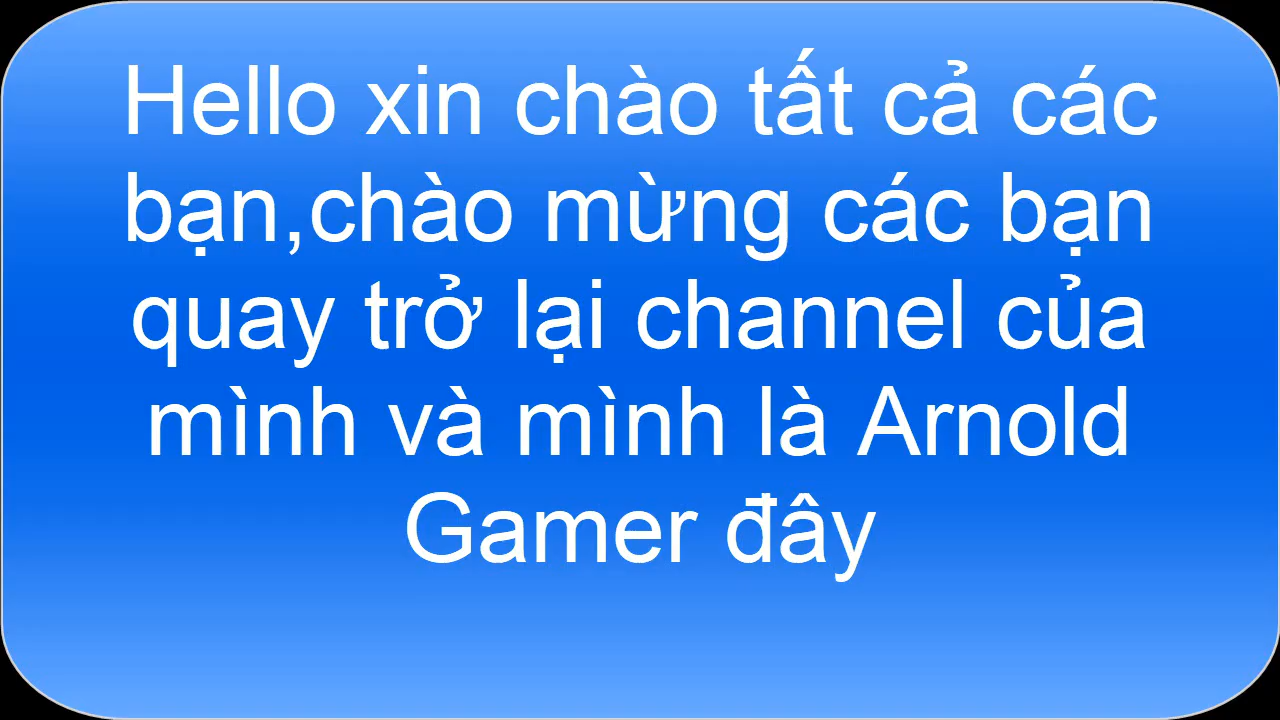 Hello xin chào tất cả các
bạn,chào mừng các bạn
quay trở lại channel của
mình và mình là Arnold
Gamer đây